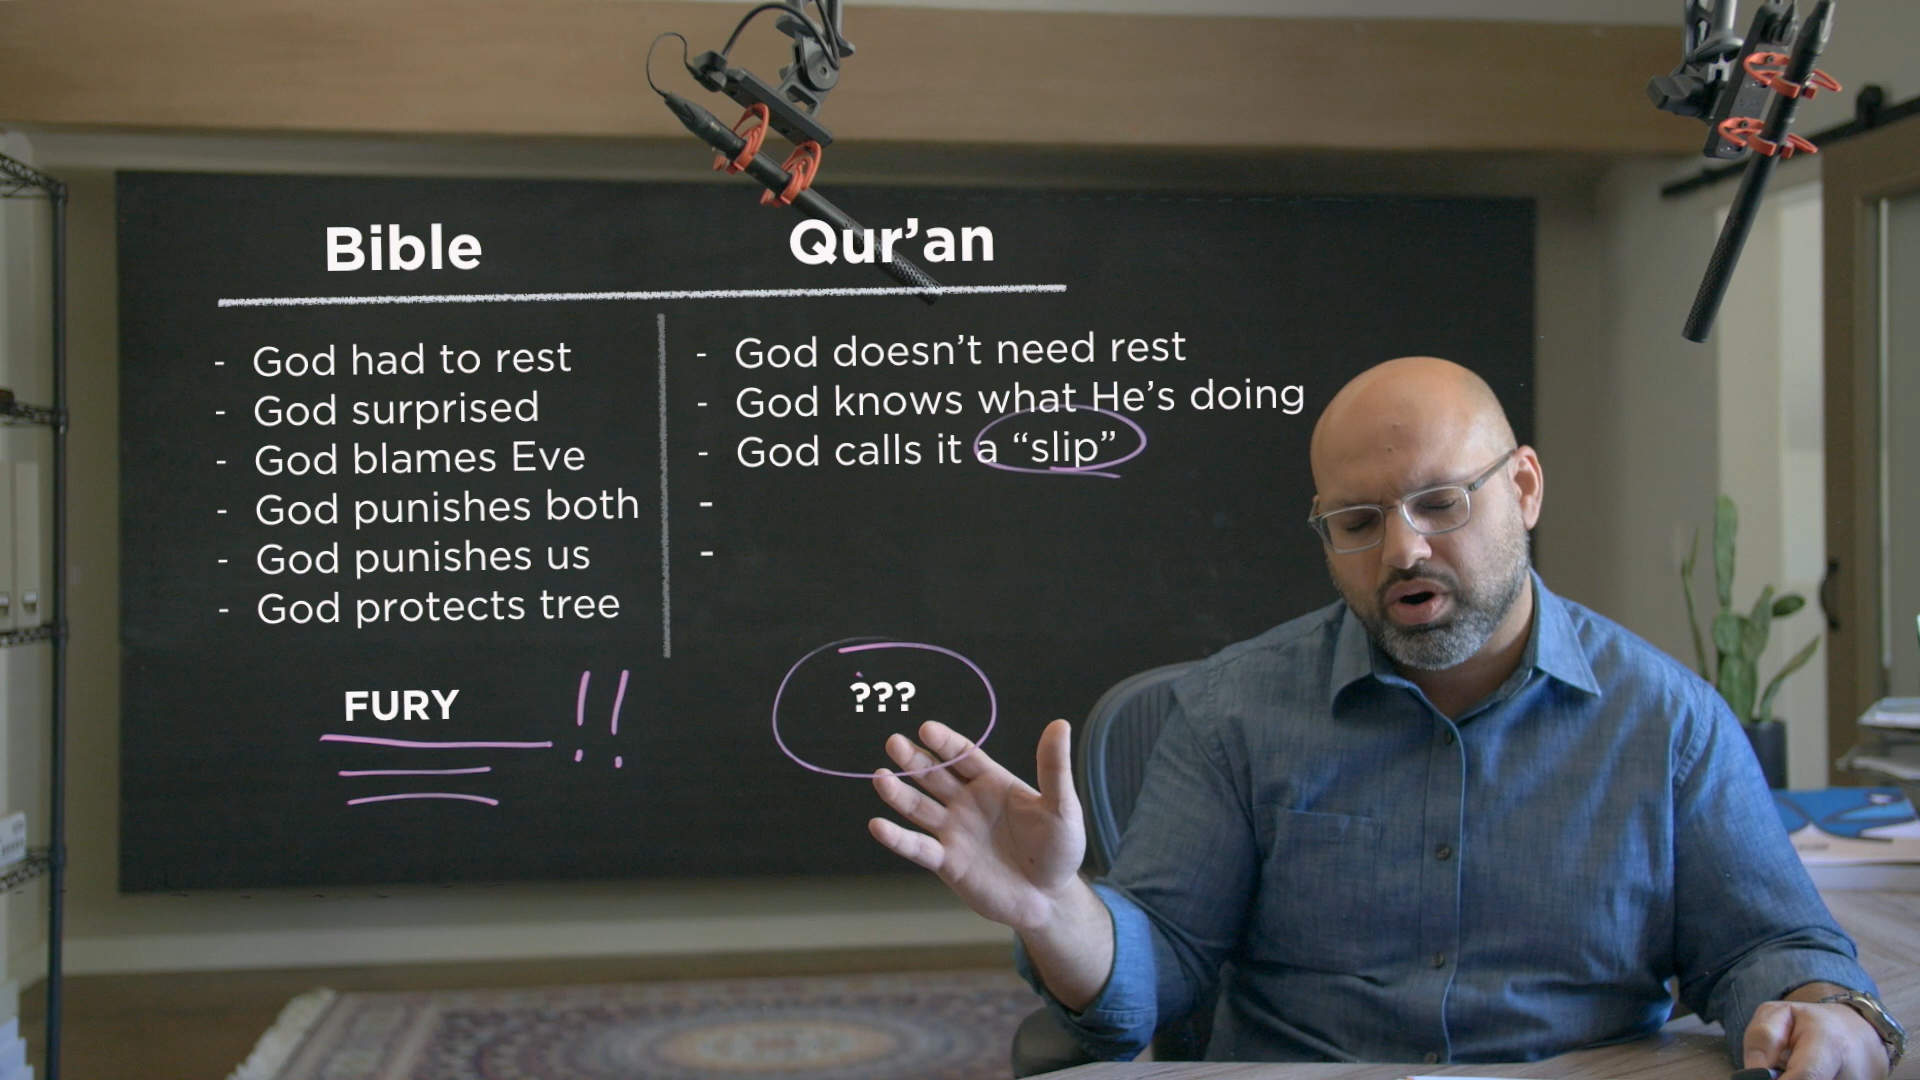 Bible
Qur’an
- God had to rest
- God surprised
- God blames Eve
- God punishes both
- God punishes us
- God protects tree
- God doesn’t need rest
- God knows what He’s doing
- God calls it a “slip”
-
-
FURY !!
???